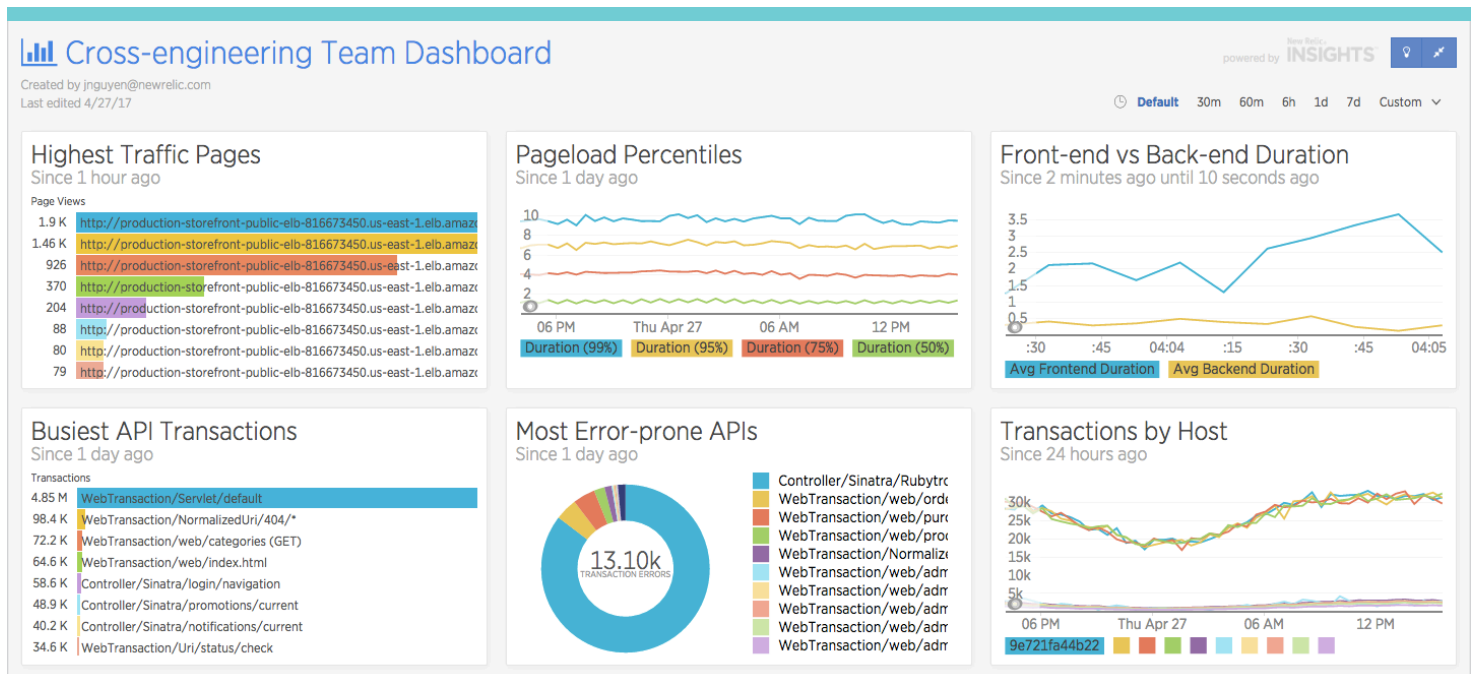 Cross-engineering Team Dashboard
Created by jnguyen@newrelic.com
Last edited 4/27/17
powered by New Relic. INSIGHTS
Default 30m 60m 6h 1d 7d Custom
Highest Traffic Pages
Since 1 hour ago
Page Views
1.9 K http://production-storefront-public-elb-816673450.us-east-1.elb.amazo
1.46 K http://production-storefront-public-elb-816673450.us-east-1.elb.amazo
926 http://production-storefront-public-elb-816673450.us-east-1.elb.amazo
370 http://production-storefront-public-elb-816673450.us-east-1.elb.amazo
204 http://production-storefront-public-elb-816673450.us-east-1.elb.amazo
88 http://production-storefront-public-elb-816673450.us-east-1.elb.amazo
80 http://production-storefront-public-elb-816673450.us-east-1.elb.amazo
79 http://production-storefront-public-elb-816673450.us-east-1.elb.amazo
Pageload Percentiles
Since 1 day ago
10
8
6
4
2
06 PM Thu Apr 27 06 AM 12 PM
Duration (99%) Duration (95%) Duration (75%) Duration (50%)
Front-end vs Back-end Duration
Since 2 minutes ago until 10 seconds ago
3.5
3
2.5
2
1.5
1
0.5
:30 :45 04:04 :15 :30 :45 04:05
Avg Frontend Duration Avg Backend Duration
Busiest API Transactions
Since 1 day ago
Transactions
4.85 M WebTransaction/Servlet/default
98.4 K WebTransaction/NormalizedUri/404/*
72.2 K WebTransaction/web/categories (GET)
64.6 K WebTransaction/web/index.html
58.6 K Controller/Sinatra/login/navigation
48.9 K Controller/Sinatra/promotions/current
40.2 K Controller/Sinatra/notifications/current
34.6 K WebTransaction/Uri/status/check
Most Error-prone APIs
Since 1 day ago
13.10k
TRANSACTION ERRORS
Controller/Sinatra/Rubytro
WebTransaction/web/orde
WebTransaction/web/purc
WebTransaction/web/proc
WebTransaction/Normalize
WebTransaction/web/adm
WebTransaction/web/adm
WebTransaction/web/adm
WebTransaction/web/adm
WebTransaction/web/adm
Transactions by Host
Since 24 hours ago
30k
25k
20k
15k
10k
5k
06 PM Thu Apr 27 06 AM 12 PM
9e721fa44b22